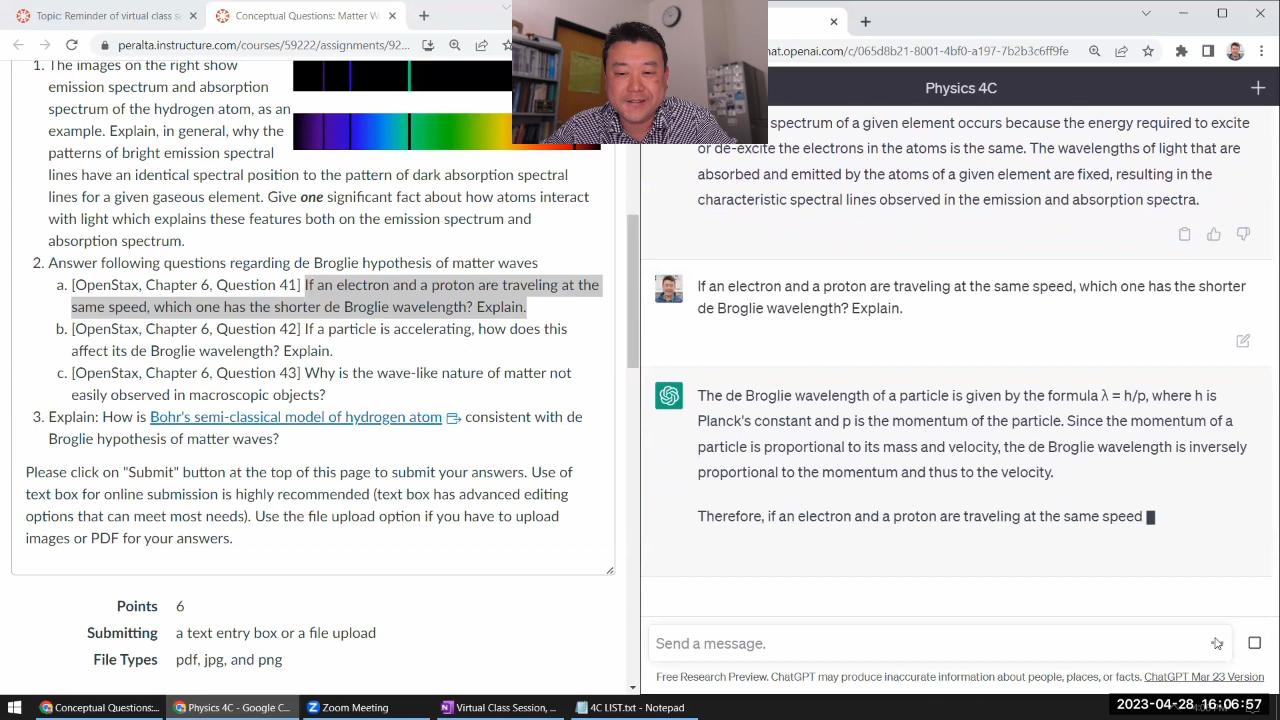 Topic: Reminder of virtual class s
Conceptual Questions: Matter W
peralta.instructure.com/courses/59222/assignments/92...
1. The images on the right show
emission spectrum and absorption
spectrum of the hydrogen atom, as an
example. Explain, in general, why the
patterns of bright emission spectral
lines have an identical spectral position to the pattern of dark absorption spectral
lines for a given gaseous element. Give one significant fact about how atoms interact
with light which explains these features both on the emission spectrum and
absorption spectrum.
2. Answer following questions regarding de Broglie hypothesis of matter waves
a. [OpenStax, Chapter 6, Question 41] If an electron and a proton are traveling at the
same speed, which one has the shorter de Broglie wavelength? Explain.
b. [OpenStax, Chapter 6, Question 42] If a particle is accelerating, how does this
affect its de Broglie wavelength? Explain.
c. [OpenStax, Chapter 6, Question 43] Why is the wave-like nature of matter not
easily observed in macroscopic objects?
3. Explain: How is Bohr's semi-classical model of hydrogen atom consistent with de
Broglie hypothesis of matter waves?
Please click on "Submit" button at the top of this page to submit your answers. Use of
text box for online submission is highly recommended (text box has advanced editing
options that can meet most needs). Use the file upload option if you have to upload
images or PDF for your answers.
Points 6
Submitting a text entry box or a file upload
File Types pdf, jpg, and png
hat.openai.com/c/065d8b21-8001-4bf0-a197-7b2b3c6ff9fe
Physics 4C
spectrum of a given element occurs because the energy required to excite
or de-excite the electrons in the atoms is the same. The wavelengths of light that are
absorbed and emitted by the atoms of a given element are fixed, resulting in the
characteristic spectral lines observed in the emission and absorption spectra.
If an electron and a proton are traveling at the same speed, which one has the shorter
de Broglie wavelength? Explain.
The de Broglie wavelength of a particle is given by the formula λ = h/p, where h is
Planck's constant and p is the momentum of the particle. Since the momentum of a
particle is proportional to its mass and velocity, the de Broglie wavelength is inversely
proportional to the momentum and thus to the velocity.
Therefore, if an electron and a proton are traveling at the same speed
Send a message.
Free Research Preview. ChatGPT may produce inaccurate information about people, places, or facts. ChatGPT Mar 23 Version
Conceptual Questions:...
Physics 4C - Google C...
Zoom Meeting
Virtual Class Session, ...
4C LIST.txt - Notepad
2023-04-28 16:06:57